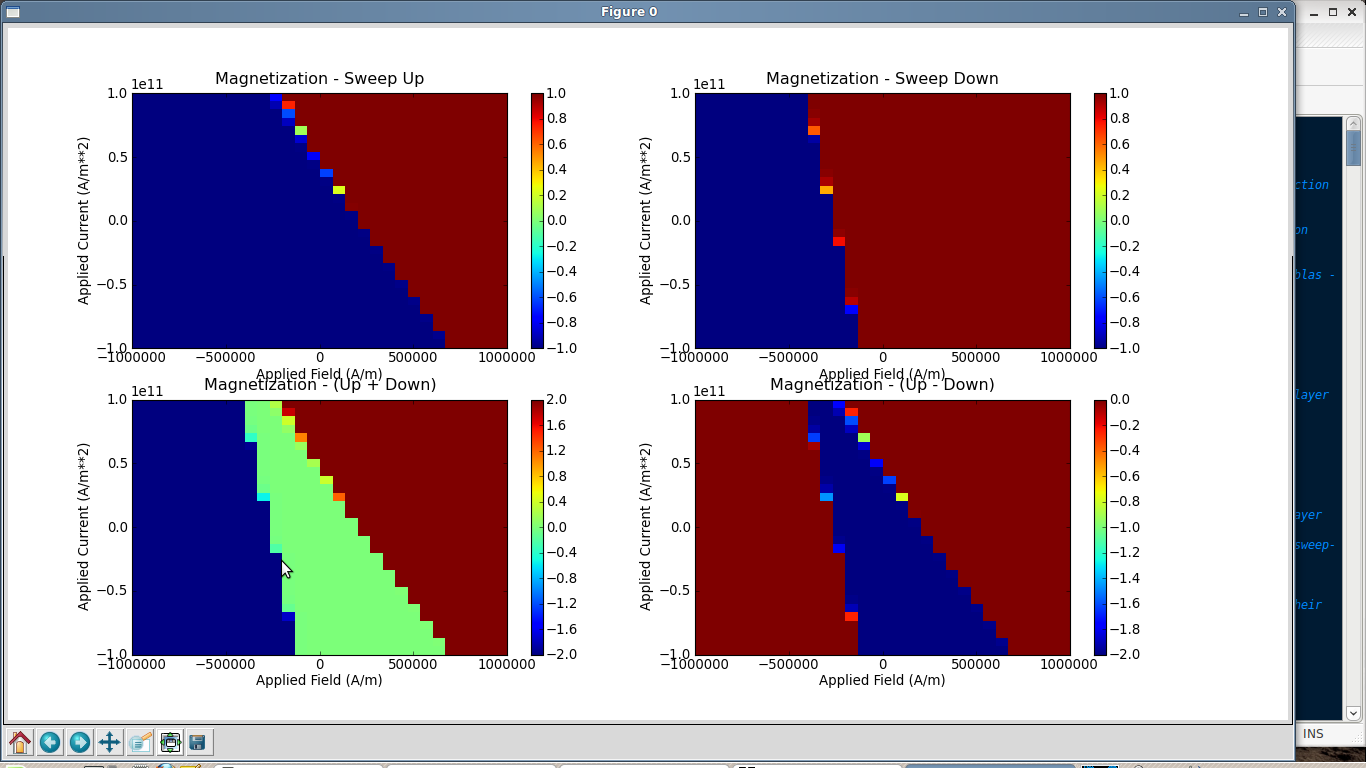 Figure 0
Magnetization - Sweep Up
1e11
1.0
0.5
0.0
−0.5
−1.0
−1000000 −500000 0 500000 1000000
Applied Field (A/m)
Applied Current (A/m**2)
1.0
0.8
0.6
0.4
0.2
0.0
−0.2
−0.4
−0.6
−0.8
−1.0
Magnetization - Sweep Down
1e11
1.0
0.5
0.0
−0.5
−1.0
−1000000 −500000 0 500000 1000000
Applied Field (A/m)
Applied Current (A/m**2)
1.0
0.8
0.6
0.4
0.2
0.0
−0.2
−0.4
−0.6
−0.8
−1.0
Magnetization - (Up + Down)
1e11
1.0
0.5
0.0
−0.5
−1.0
−1000000 −500000 0 500000 1000000
Applied Field (A/m)
Applied Current (A/m**2)
2.0
1.6
1.2
0.8
0.4
0.0
−0.4
−0.8
−1.2
−1.6
−2.0
Magnetization - (Up - Down)
1e11
1.0
0.5
0.0
−0.5
−1.0
−1000000 −500000 0 500000 1000000
Applied Field (A/m)
Applied Current (A/m**2)
0.0
−0.2
−0.4
−0.6
−0.8
−1.0
−1.2
−1.4
−1.6
−1.8
−2.0
ction
on
blas -
layer
ayer
sweep-
heir
INS